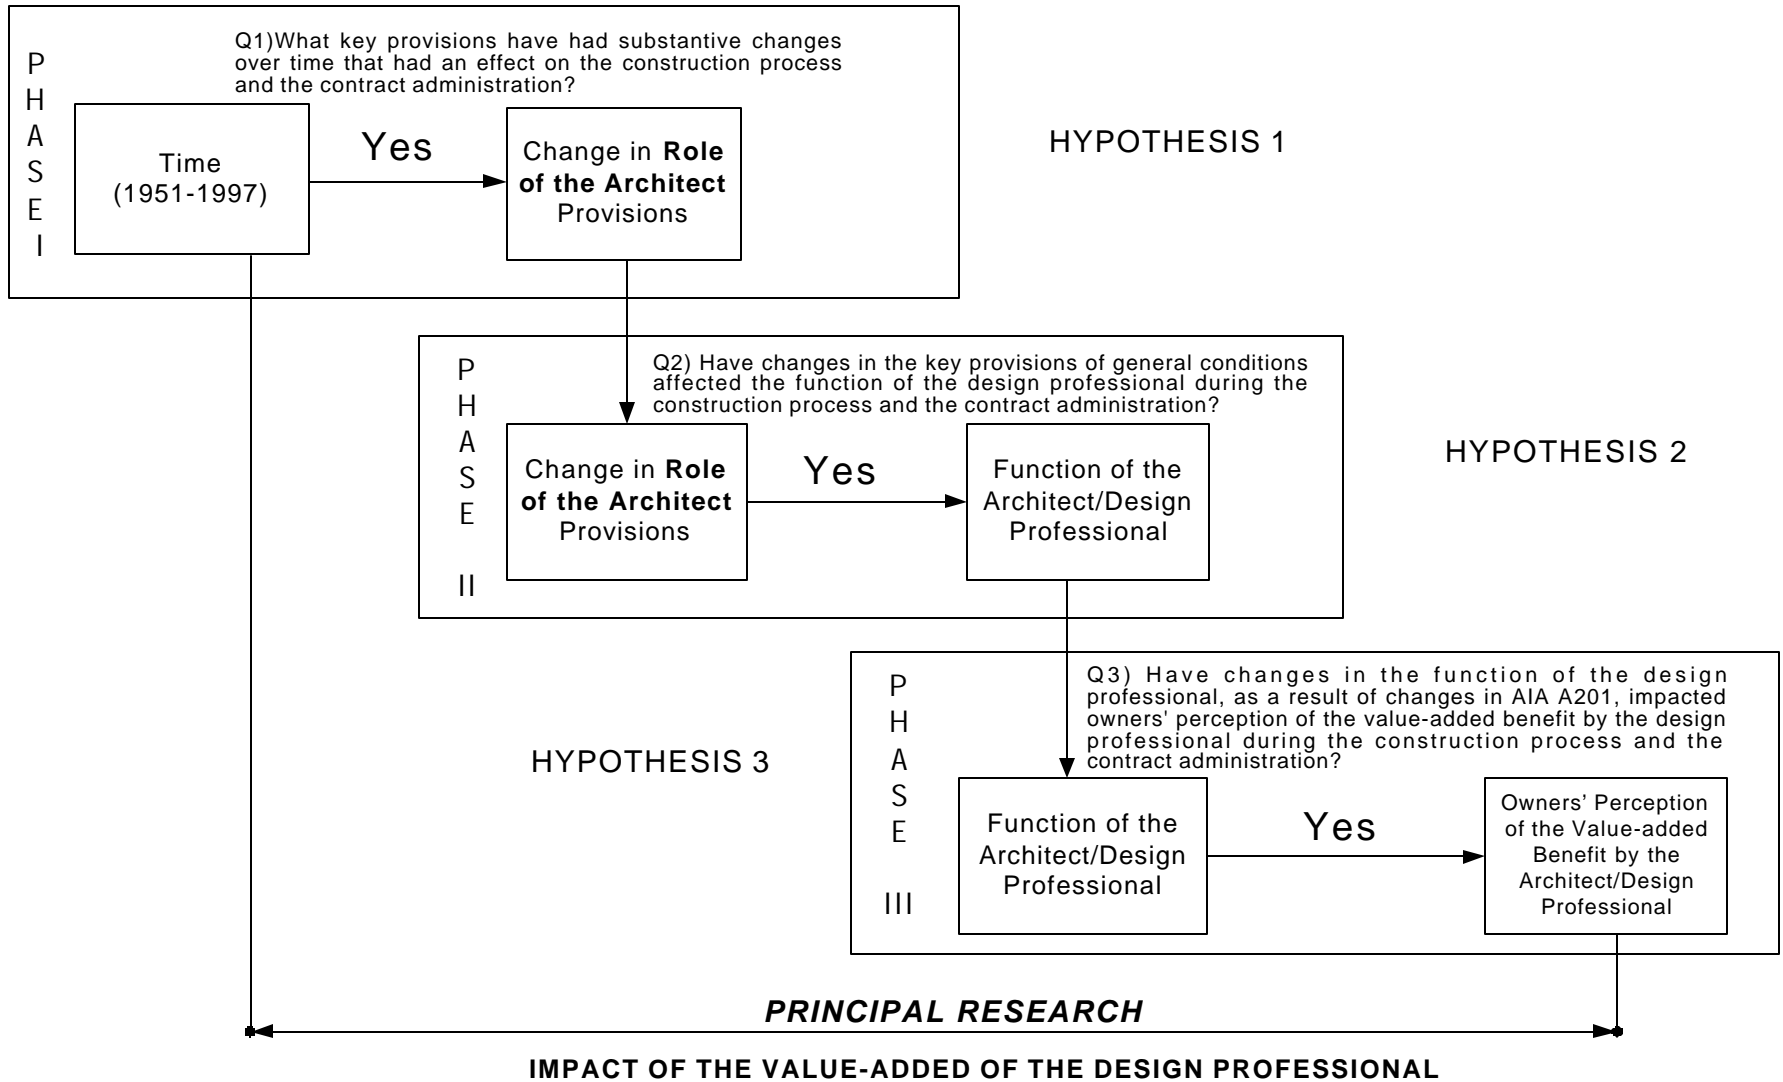 Q1)What key provisions have had substantive changes
over time that had an effect on the construction process
and the contract administration?
P
H
A
S
E
I
Time
(1951-1997)
Yes
Change in Role
of the Architect
Provisions
HYPOTHESIS 1
P
H
A
S
E
II
Q2) Have changes in the key provisions of general conditions
affected the function of the design professional during the
construction process and the contract administration?
Change in Role
of the Architect
Provisions
Yes
Function of the
Architect/Design
Professional
HYPOTHESIS 2
HYPOTHESIS 3
P
H
A
S
E
III
Q3) Have changes in the function of the design
professional, as a result of changes in AIA A201, impacted
owners' perception of the value-added benefit by the design
professional during the construction process and the
contract administration?
Function of the
Architect/Design
Professional
Yes
Owners’ Perception
of the Value-added
Benefit by the
Architect/Design
Professional
PRINCIPAL RESEARCH
IMPACT OF THE VALUE-ADDED OF THE DESIGN PROFESSIONAL